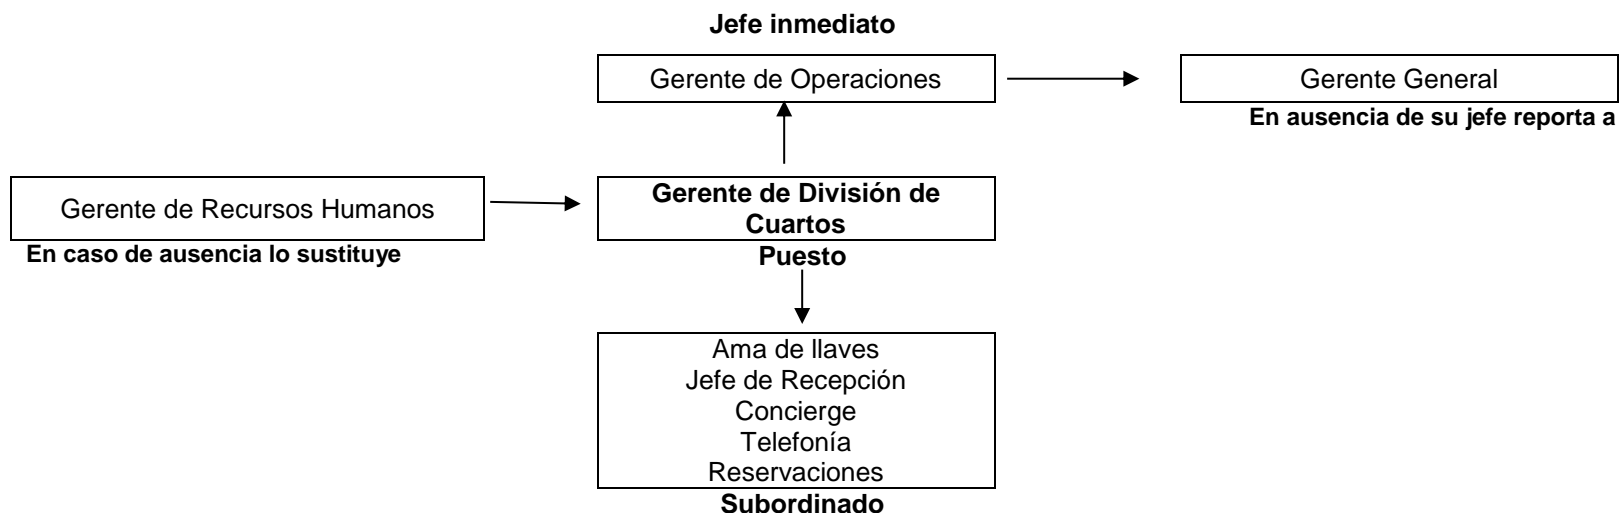 Jefe inmediato
Gerente de Operaciones
Gerente General
En ausencia de su jefe reporta a
Gerente de Recursos Humanos
En caso de ausencia lo sustituye
Gerente de División de
Cuartos
Puesto
Ama de llaves
Jefe de Recepción
Concierge
Telefonía
Reservaciones
Subordinado